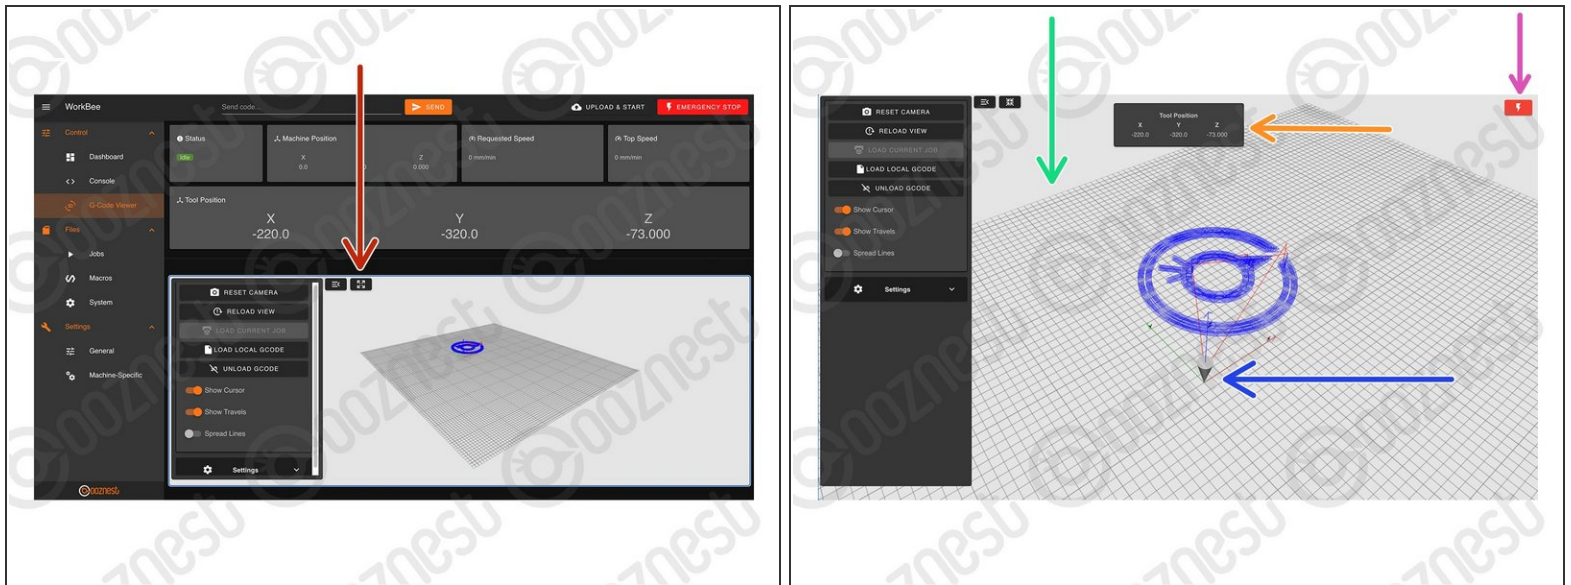 WorkBee
Send code...
SEND
UPLOAD & START
EMERGENCY STOP
Control
Dashboard
Console
G-Code Viewer
Files
Jobs
Macros
System
Settings
General
Machine-Specific
ooznest
Status
Idle
Machine Position
X
Z
0.0
0
0.000
Requested Speed
0 mm/min
Top Speed
0 mm/min
Tool Position
X
Y
Z
-220.0
-320.0
-73.000
RESET CAMERA
RELOAD VIEW
LOAD CURRENT JOB
LOAD LOCAL GCODE
UNLOAD GCODE
Show Cursor
Show Travels
Spread Lines
Settings
RESET CAMERA
RELOAD VIEW
LOAD CURRENT JOB
LOAD LOCAL GCODE
UNLOAD GCODE
Show Cursor
Show Travels
Spread Lines
Settings
Tool Position
X Y Z
-220.0 -320.0 -73.000